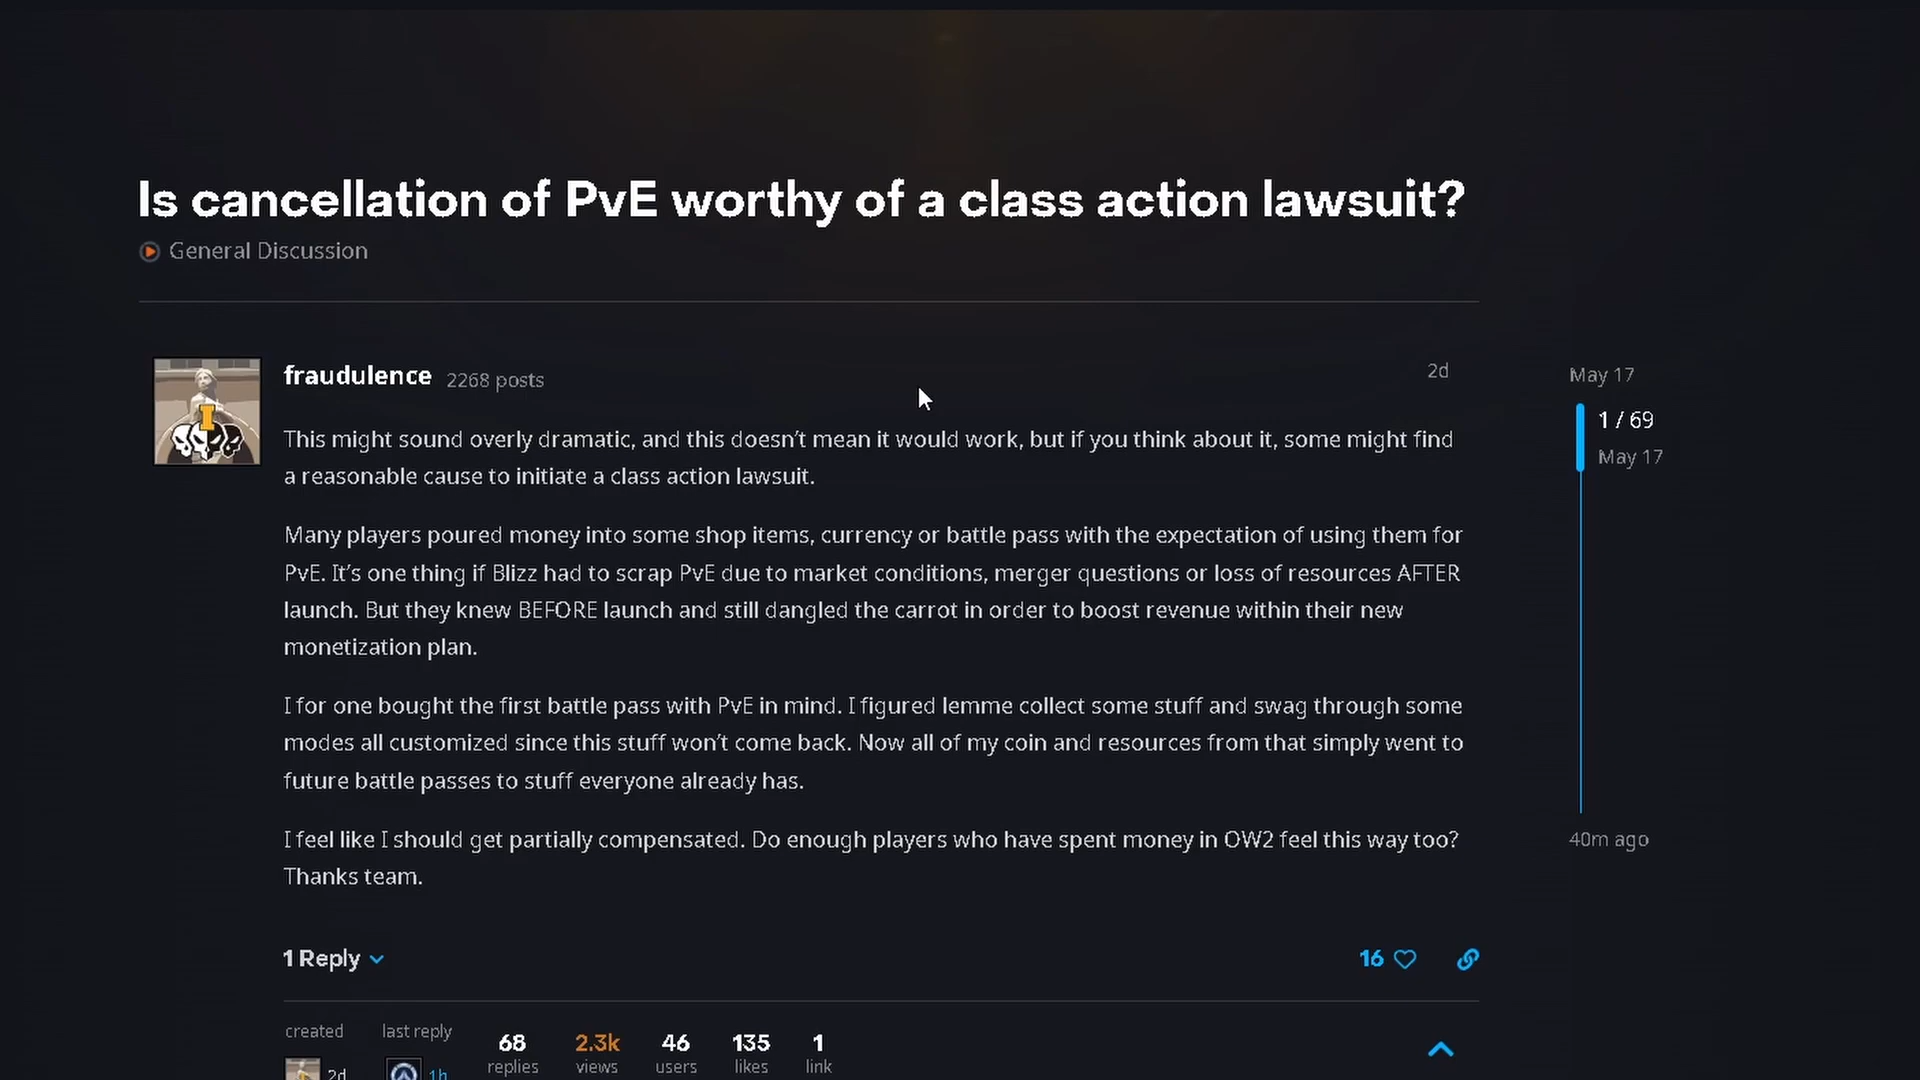 Is cancellation of PvE worthy of a class action lawsuit?
General Discussion
fraudulence 2268 posts
2d
This might sound overly dramatic, and this doesn't mean it would work, but if you think about it, some might find
a reasonable cause to initiate a class action lawsuit.
Many players poured money into some shop items, currency or battle pass with the expectation of using them for
PvE. It's one thing if Blizz had to scrap PvE due to market conditions, merger questions or loss of resources AFTER
launch. But they knew BEFORE launch and still dangled the carrot in order to boost revenue within their new
monetization plan.
I for one bought the first battle pass with PvE in mind. I figured lemme collect some stuff and swag through some
modes all customized since this stuff won't come back. Now all of my coin and resources from that simply went to
future battle passes to stuff everyone already has.
I feel like I should get partially compensated. Do enough players who have spent money in OW2 feel this way too?
Thanks team.
1 Reply
16
May 17
1 / 69
May 17
40m ago
created last reply
68 2.3k 46 135 1
replies views users likes link
2d 1h